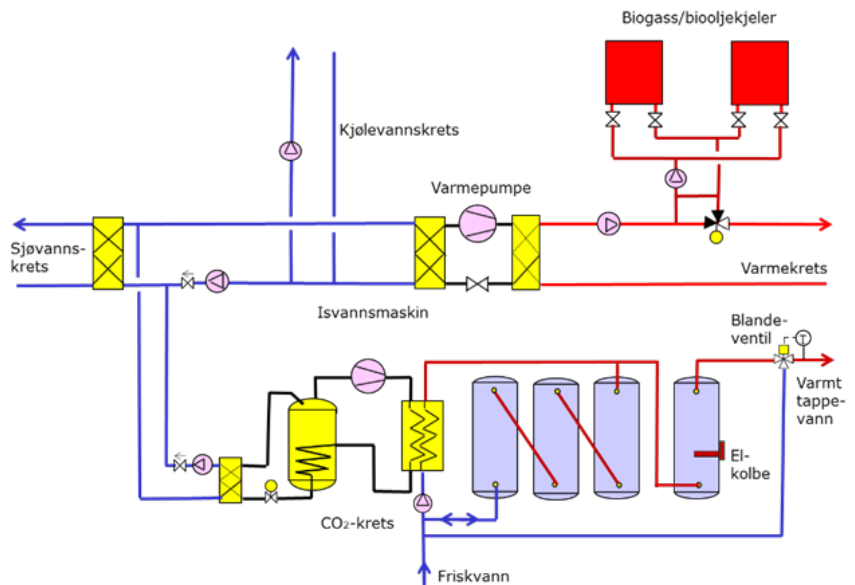 Biogass/biooljekjeler
Kjølevannskrets
Varmepumpe
Sjøvanns-
krets
Varmekrets
Isvannsmaskin
Blande-
ventil
T
Varmt
tappe-
vann
El-
kolbe
CO₂-krets
Friskvann